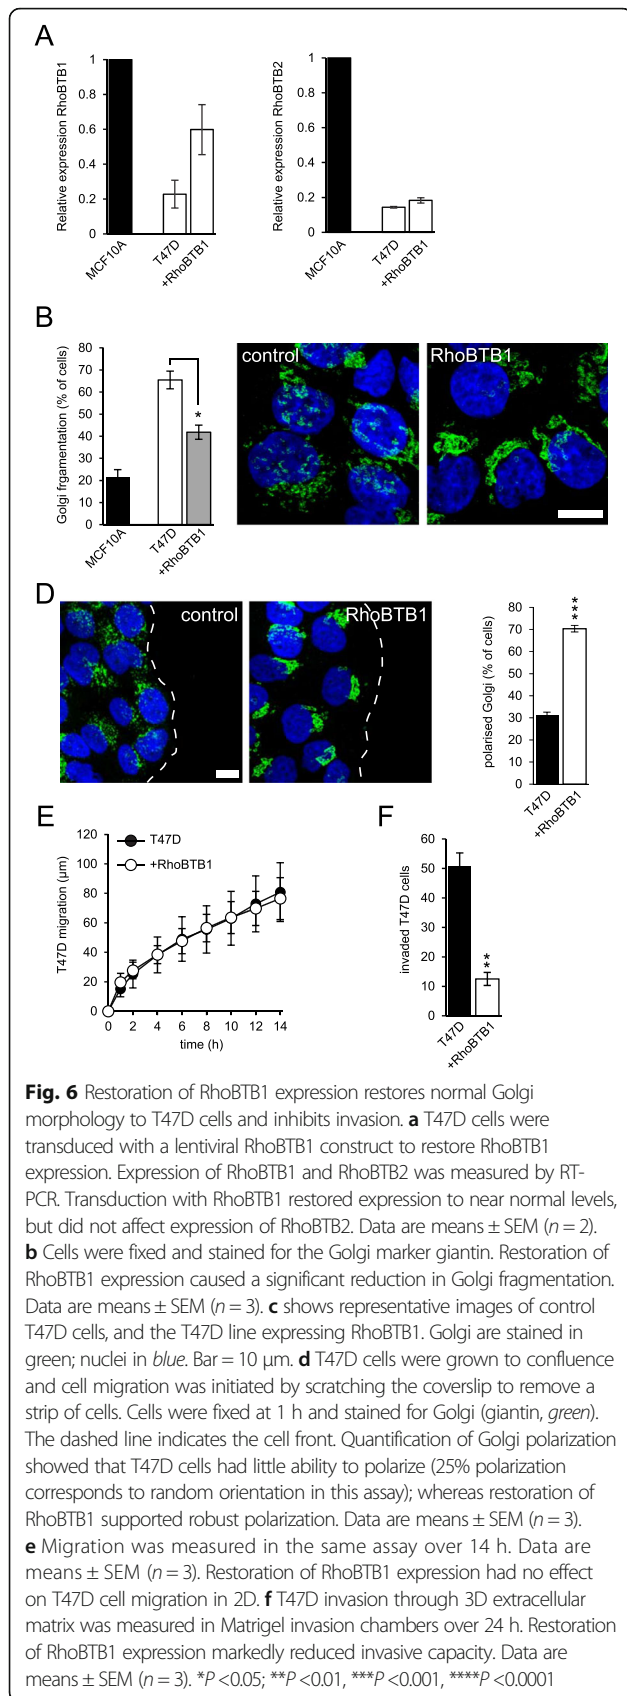 A
Relative expression RhoBTB1
1
0.8
0.6
0.4
0.2
0
MCF10A
T47D
+RhoBTB1
Relative expression RhoBTB2
1
0.8
0.6
0.4
0.2
0
MCF10A
T47D
+RhoBTB1
B
Golgi frgamentation (% of cells)
80
70
60
50
40
30
20
10
0
*
MCF10A
T47D
+RhoBTB1
control
RhoBTB1
D
control
RhoBTB1
polarised Golgi (% of cells)
80
70
60
50
40
30
20
10
0
***
T47D
+RhoBTB1
E
T47D migration (µm)
120
100
80
60
40
20
0
T47D
+RhoBTB1
0 2 4 6 8 10 12 14
time (h)
F
invaded T47D cells
60
50
40
30
20
10
0
**
T47D
+RhoBTB1
Fig. 6 Restoration of RhoBTB1 expression restores normal Golgi
morphology to T47D cells and inhibits invasion. a T47D cells were
transduced with a lentiviral RhoBTB1 construct to restore RhoBTB1
expression. Expression of RhoBTB1 and RhoBTB2 was measured by RT-
PCR. Transduction with RhoBTB1 restored expression to near normal levels,
but did not affect expression of RhoBTB2. Data are means ± SEM (n = 2).
b Cells were fixed and stained for the Golgi marker giantin. Restoration of
RhoBTB1 expression caused a significant reduction in Golgi fragmentation.
Data are means ± SEM (n = 3). c shows representative images of control
T47D cells, and the T47D line expressing RhoBTB1. Golgi are stained in
green; nuclei in blue. Bar = 10 µm. d T47D cells were grown to confluence
and cell migration was initiated by scratching the coverslip to remove a
strip of cells. Cells were fixed at 1 h and stained for Golgi (giantin, green).
The dashed line indicates the cell front. Quantification of Golgi polarization
showed that T47D cells had little ability to polarize (25% polarization
corresponds to random orientation in this assay); whereas restoration of
RhoBTB1 supported robust polarization. Data are means ± SEM (n = 3).
e Migration was measured in the same assay over 14 h. Data are
means ± SEM (n = 3). Restoration of RhoBTB1 expression had no effect
on T47D cell migration in 2D. f T47D invasion through 3D extracellular
matrix was measured in Matrigel invasion chambers over 24 h. Restoration
of RhoBTB1 expression markedly reduced invasive capacity. Data are
means ± SEM (n = 3). *P <0.05; **P <0.01, ***P <0.001, ****P <0.0001